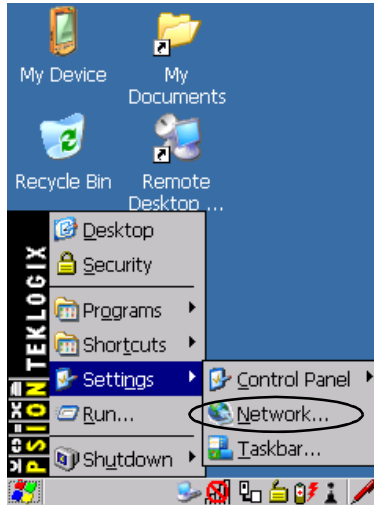 My Device
My
Documents
Recycle Bin
Remote
Desktop ...
Desktop
Security
Programs
Shortcuts
Settings
Run...
Shutdown
Control Panel
Network...
Taskbar...
PSION TEKLOGIX